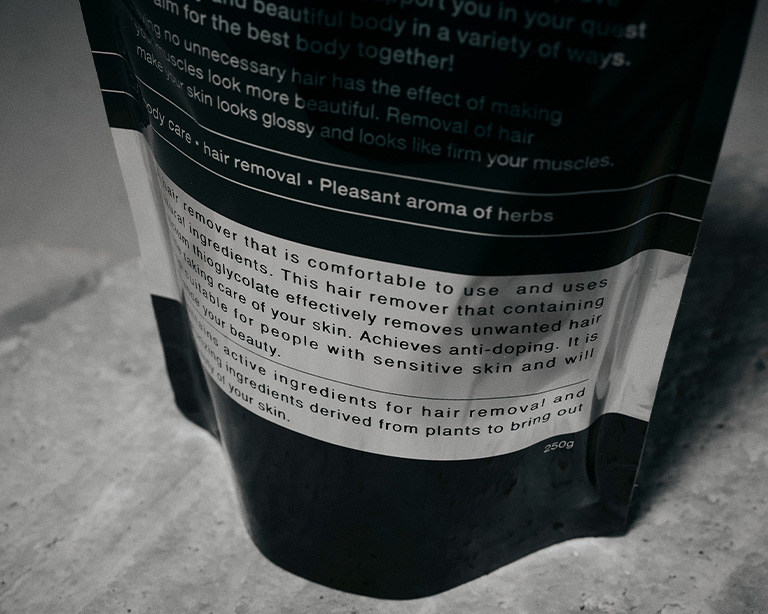 and beautiful body in a variety of ways.
aim for the best body together!
no unnecessary hair has the effect of making
muscles look more beautiful. Removal of hair
make your skin looks glossy and looks like firm your muscles.
body care • hair removal • Pleasant aroma of herbs
hair remover that is comfortable to use and uses
ingredients. This hair remover that containing
thioglycolate effectively removes unwanted hair
taking care of your skin. Achieves anti-doping. It is
suitable for people with sensitive skin and will
your beauty.
active ingredients for hair removal and
ingredients derived from plants to bring out
of your skin.
250g